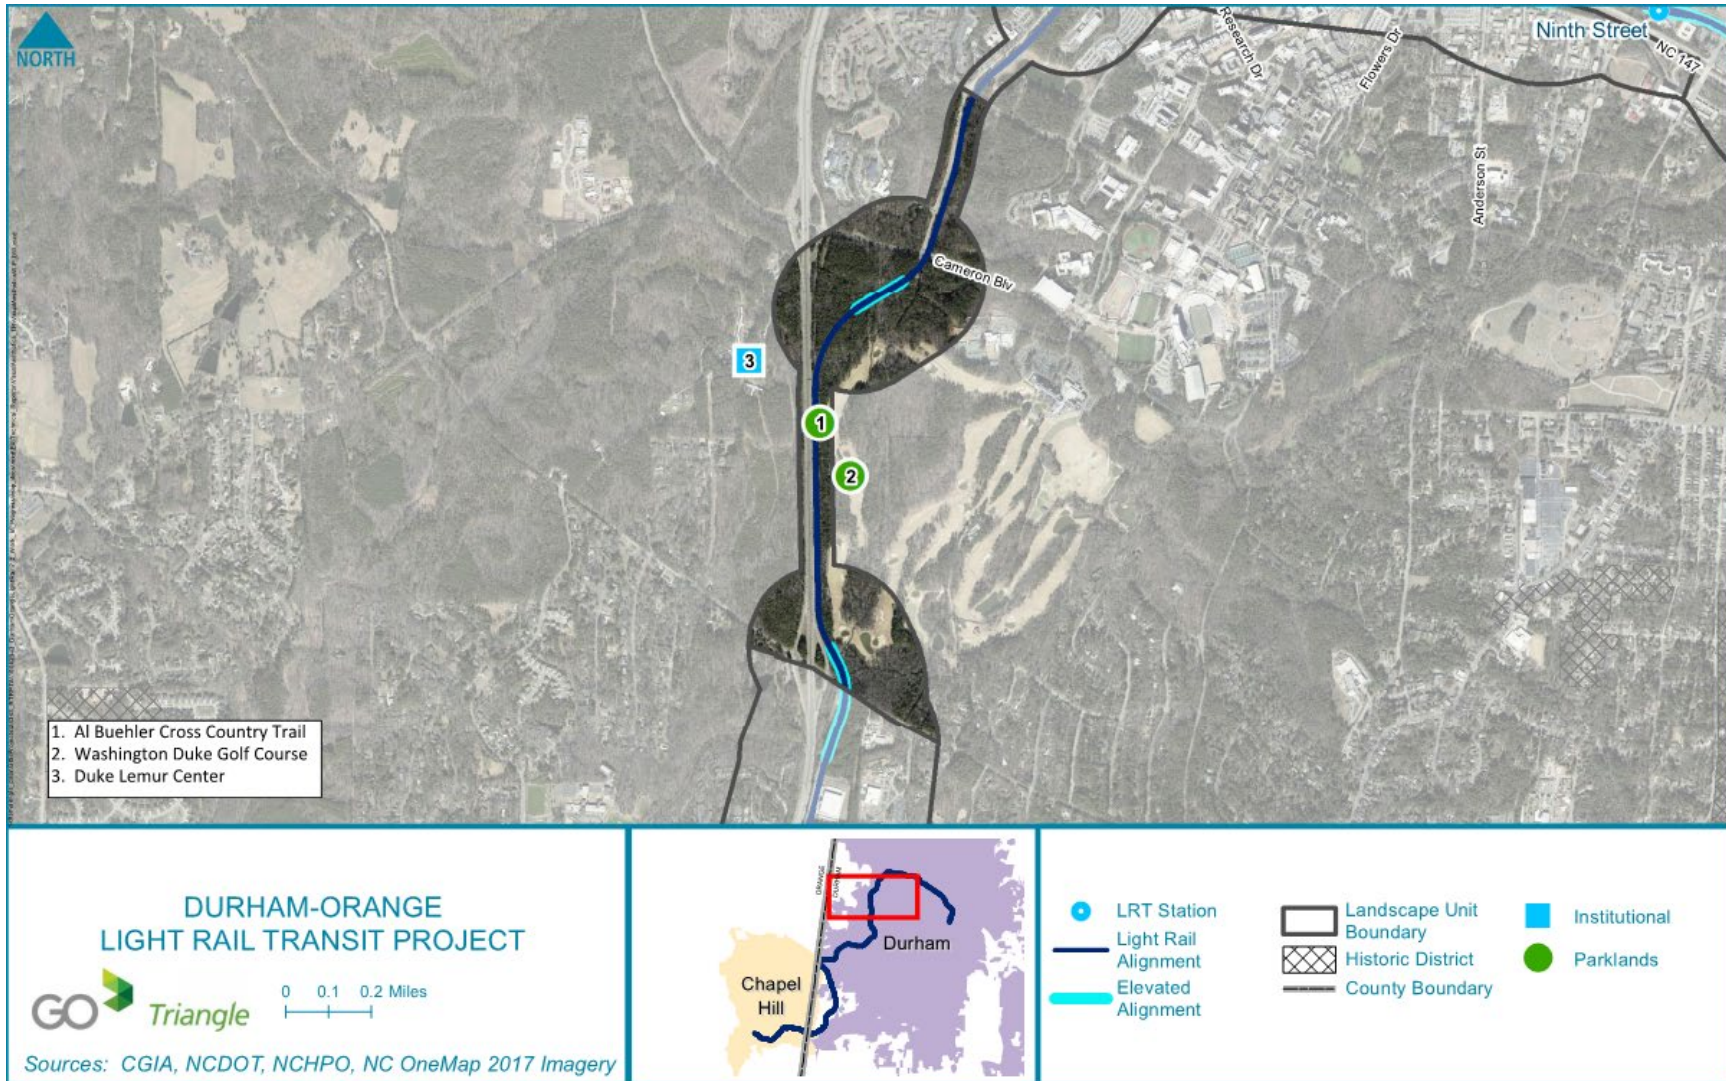 NORTH
Ninth Street
NC 147
Research Dr
Flowers Dr
Anderson St
Cameron Blv
3
1
2
1. Al Buehler Cross Country Trail
2. Washington Duke Golf Course
3. Duke Lemur Center
DURHAM-ORANGE
LIGHT RAIL TRANSIT PROJECT
GO Triangle
0 0.1 0.2 Miles
Sources: CGIA, NCDOT, NCHPO, NC OneMap 2017 Imagery
ORANGE
DURHAM
Durham
Chapel
Hill
LRT Station
Light Rail
Alignment
Elevated
Alignment
Landscape Unit
Boundary
Historic District
County Boundary
Institutional
Parklands